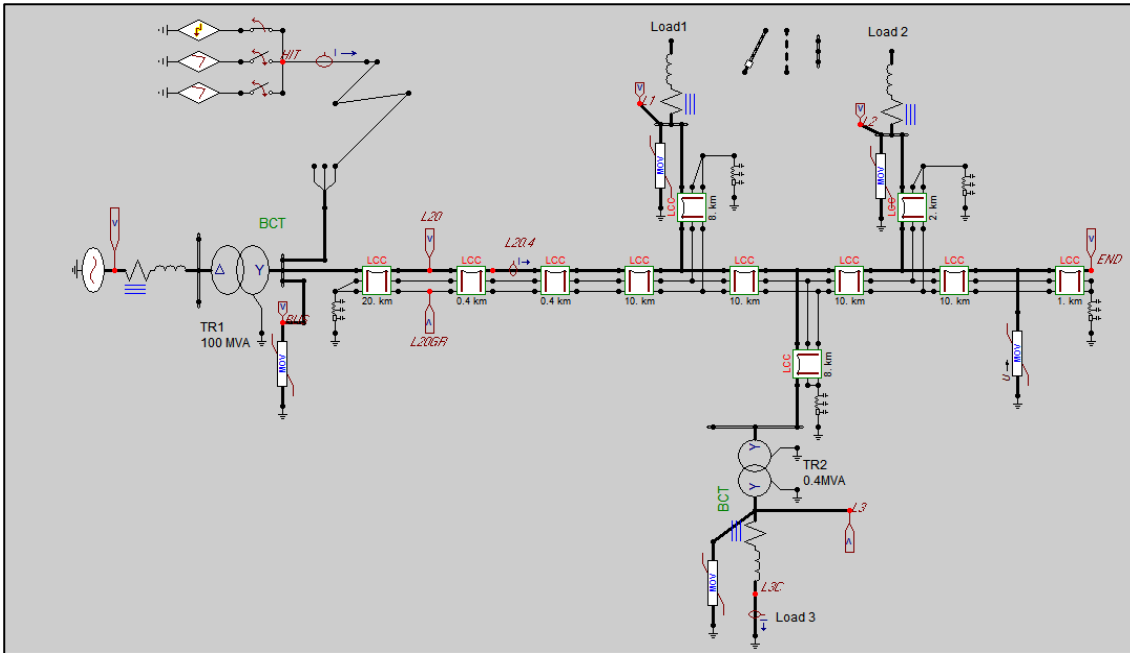 Load1
Load 2
HIT
I
V
L1
V
L2
MOV
MOV
LCC
8. km
LCC
2. km
V
BCT
V
L20
L20.4
I
V
END
Δ
Y
LCC
LCC
LCC
LCC
LCC
LCC
LCC
LCC
20. km
0.4 km
0.4 km
10. km
10. km
10. km
10. km
1. km
TR1
100 MVA
V
BUS
MOV
V
L20GR
LCC
8. km
MOV
U
Y
Y
TR2
0.4MVA
BCT
L3
V
MOV
L3C
I
Load 3